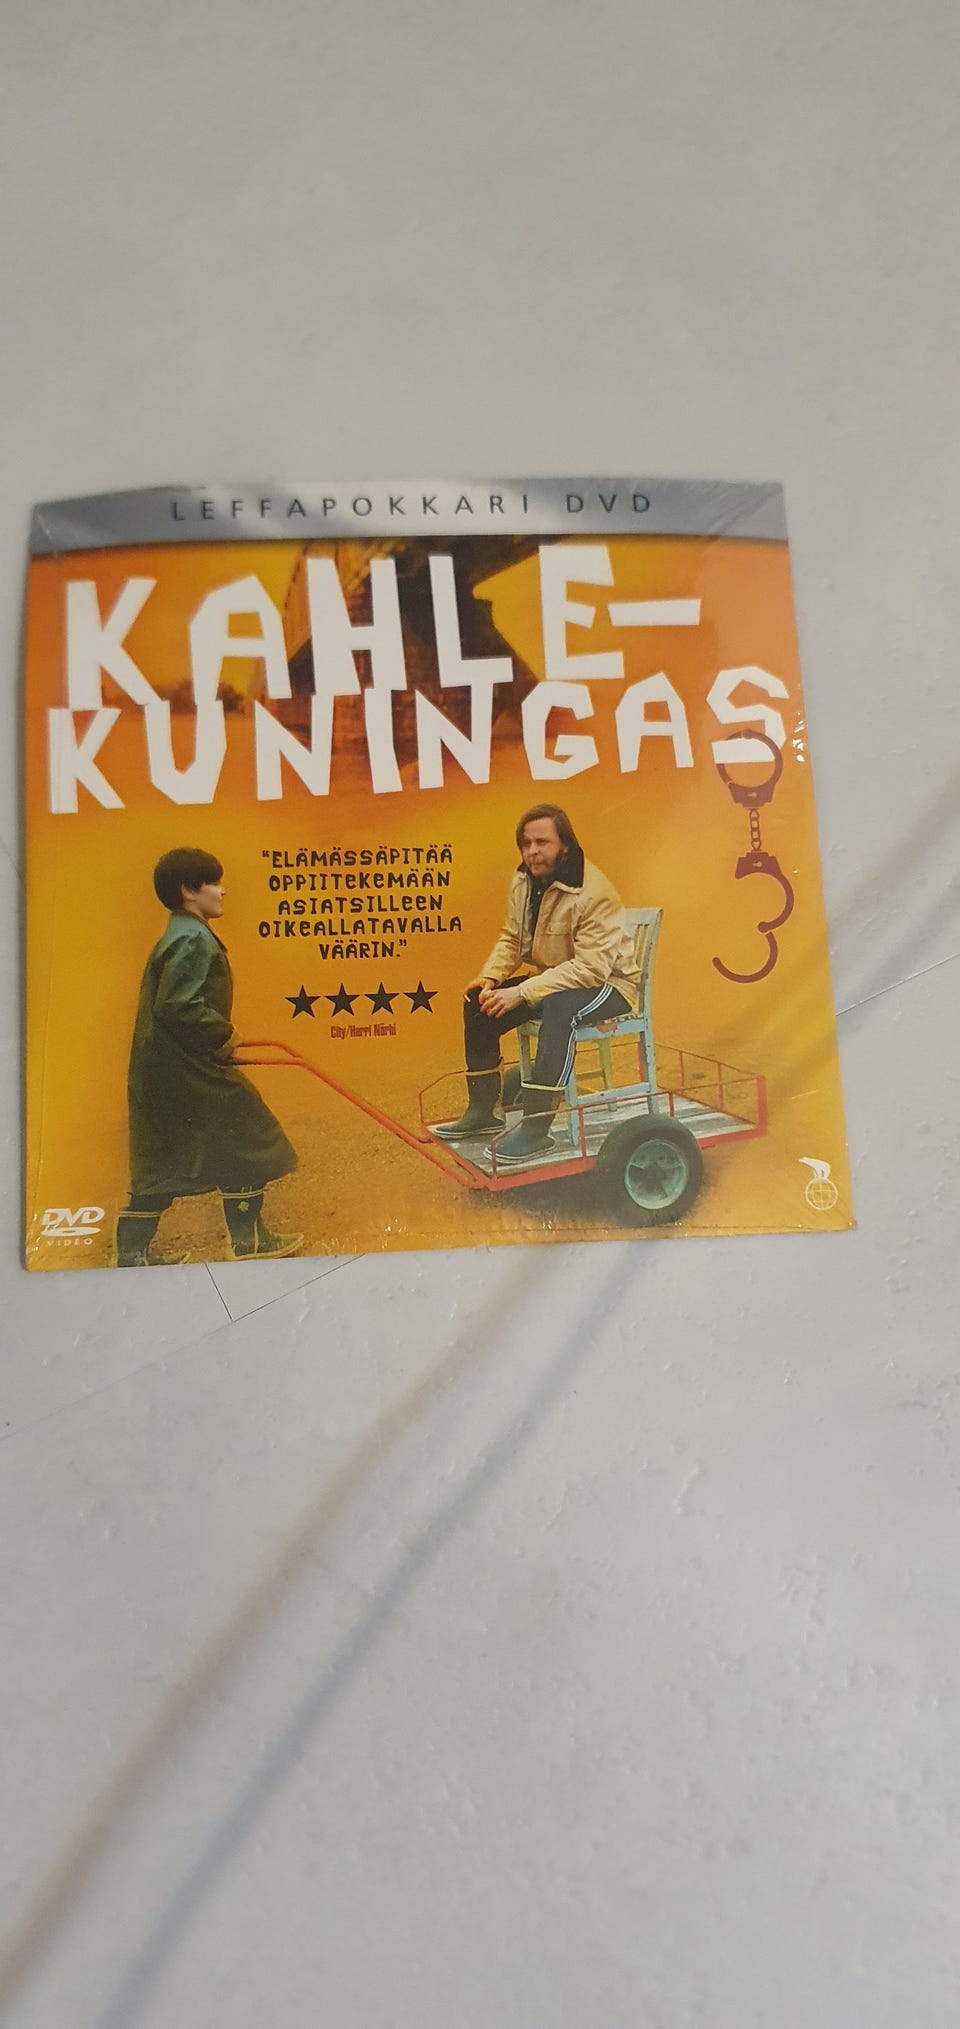 LEFFAPOKKARI DVD
KAHLE-
KUNINGAS
"ELÄMÄSSÄPITÄÄ
OPPIITEKEMÄÄN
ASIATSILLEEN
OIKEALLATAVALLA
VÄÄRIN."
City/Harri Närhi
DVD
VIDEO